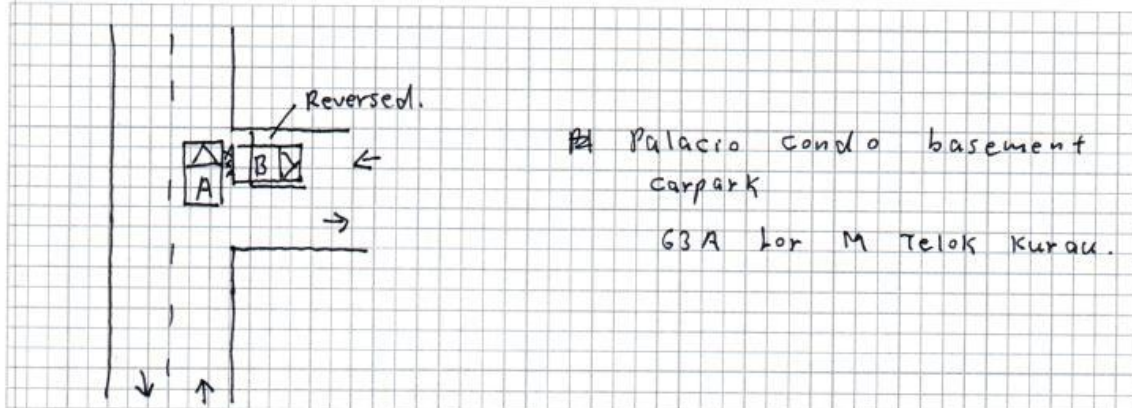 Reversed.
B
A
Palacio condo basement
carpark
63A Lor M Telok Kurau.